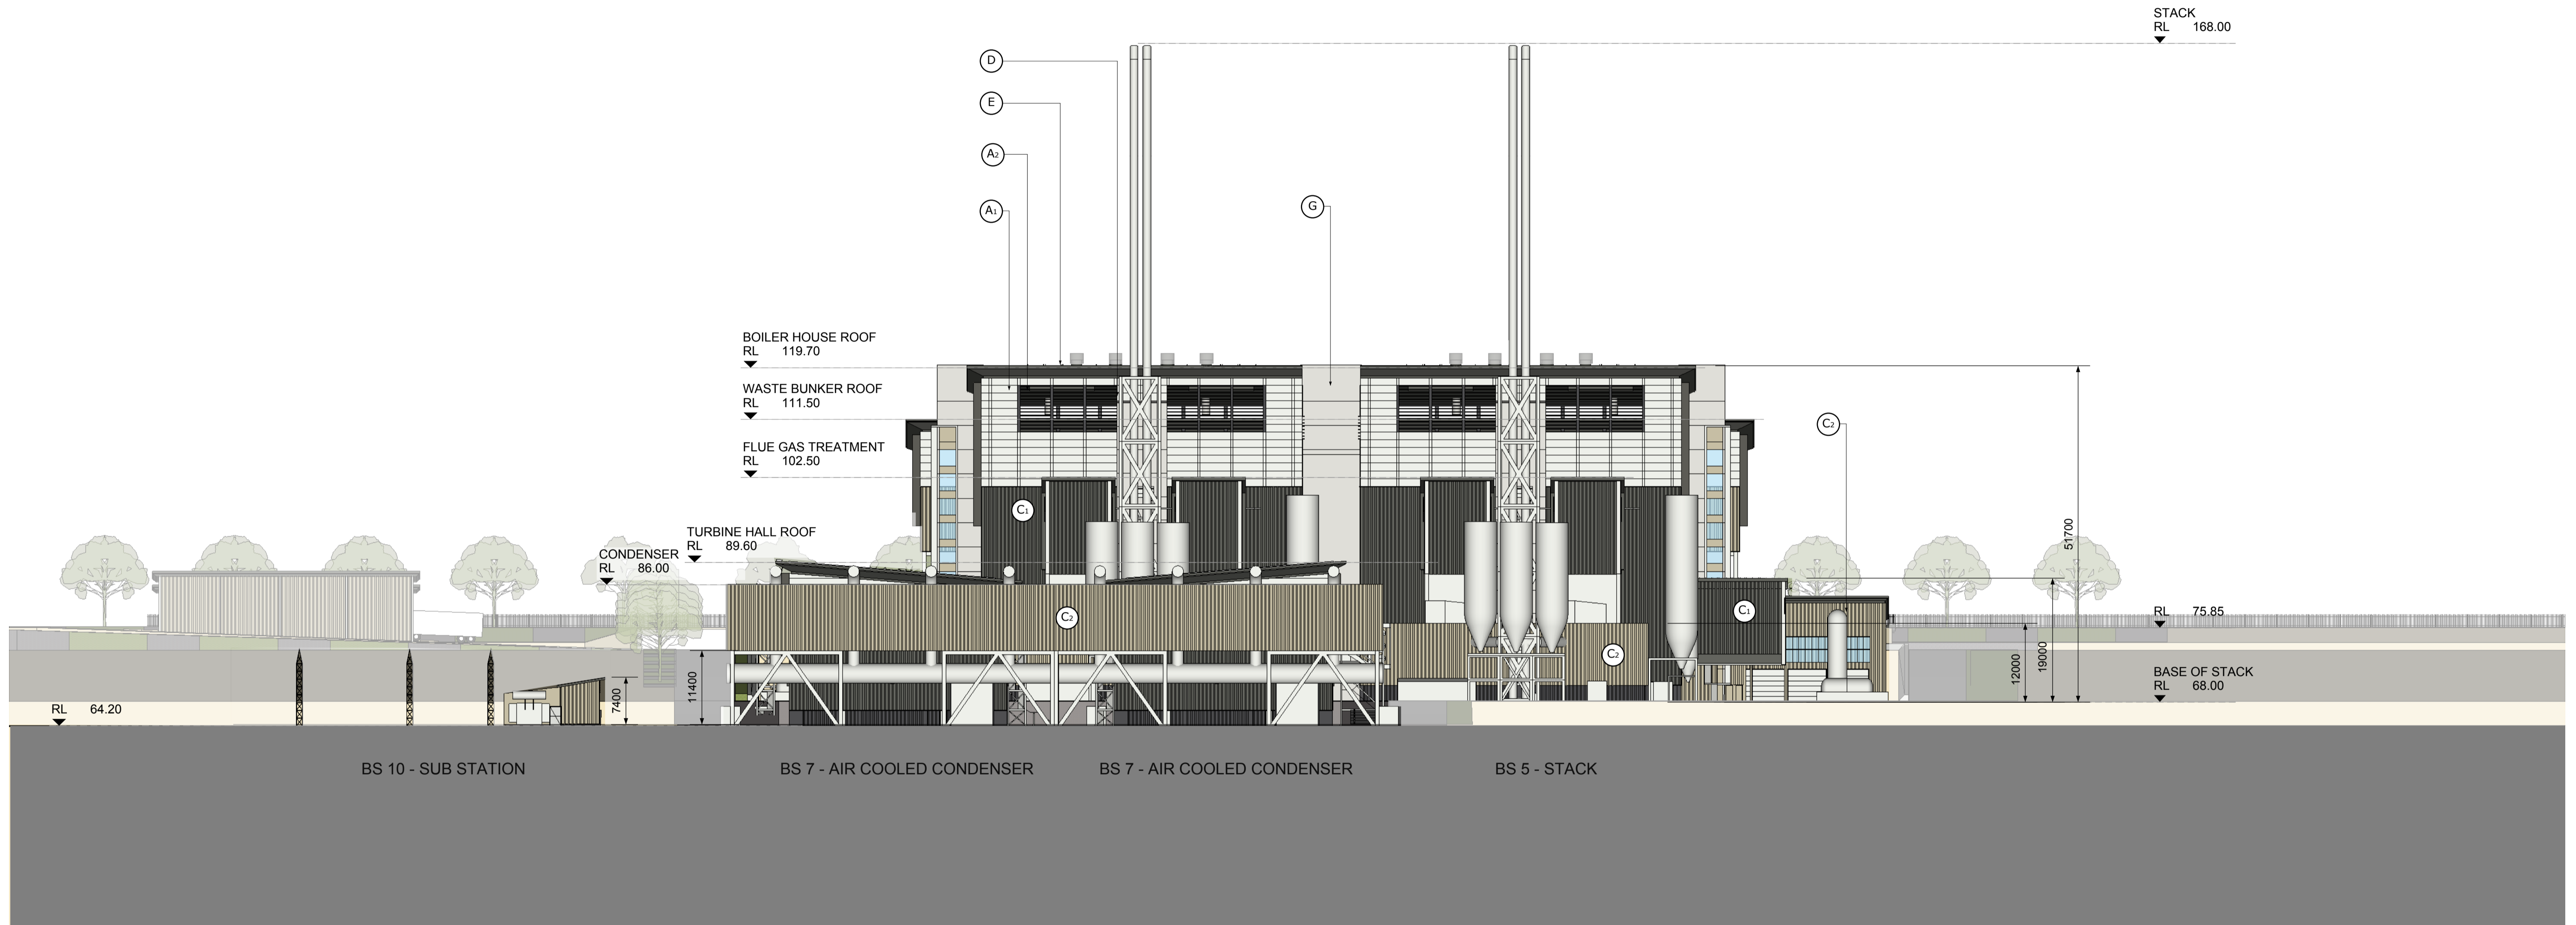 STACK
RL 168.00
D
E
A2
A1
G
BOILER HOUSE ROOF
RL 119.70
WASTE BUNKER ROOF
RL 111.50
C2
FLUE GAS TREATMENT
RL 102.50
C1
TURBINE HALL ROOF
RL 89.60
CONDENSER
RL 86.00
51700
C2
C1
RL 75.85
C2
12000
19000
BASE OF STACK
RL 68.00
7400
11400
RL 64.20
BS 10 - SUB STATION
BS 7 - AIR COOLED CONDENSER
BS 7 - AIR COOLED CONDENSER
BS 5 - STACK